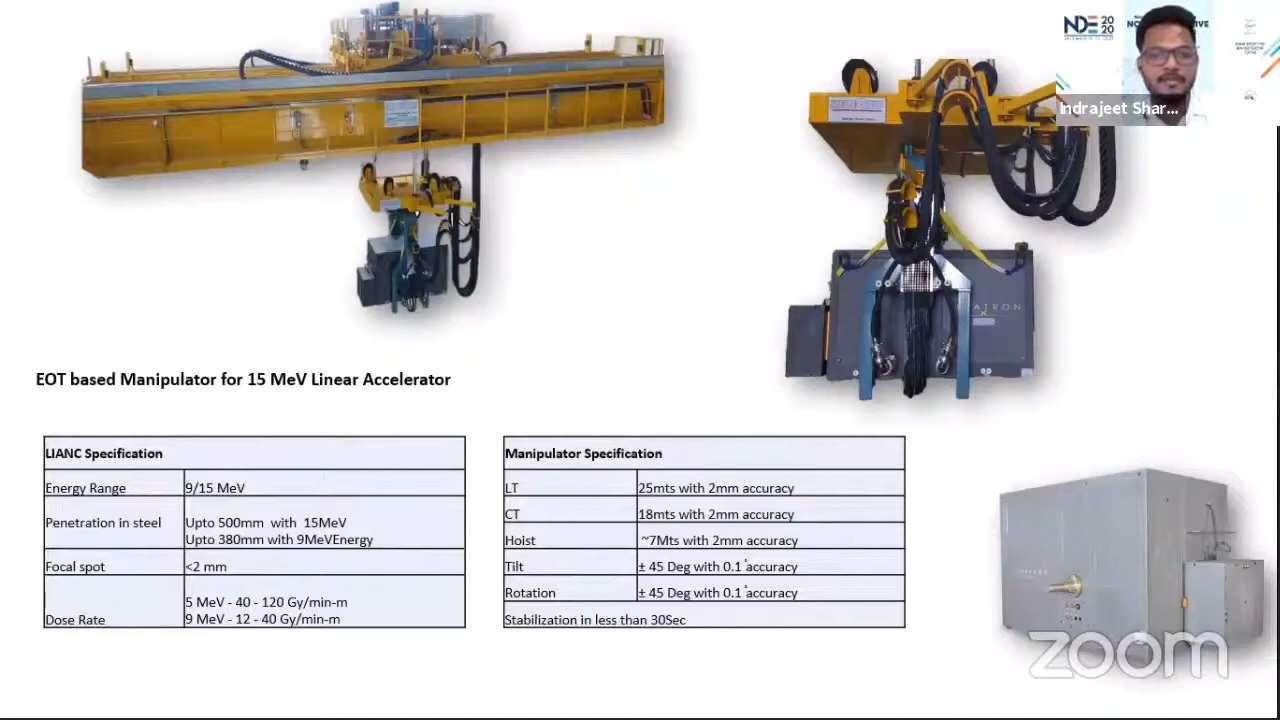 NDE 20
20
Indrajeet Shar...
ATRON
K
EOT based Manipulator for 15 MeV Linear Accelerator
LIANC Specification
Energy Range 9/15 MeV
Penetration in steel Upto 500mm with 15MeV
Upto 380mm with 9MeVEnergy
Focal spot <2 mm
Dose Rate 5 MeV - 40 - 120 Gy/min-m
9 MeV - 12 - 40 Gy/min-m
Manipulator Specification
LT 25mts with 2mm accuracy
CT 18mts with 2mm accuracy
Hoist ~7Mts with 2mm accuracy
Tilt ± 45 Deg with 0.1°accuracy
Rotation ± 45 Deg with 0.1°accuracy
Stabilization in less than 30Sec
zoom